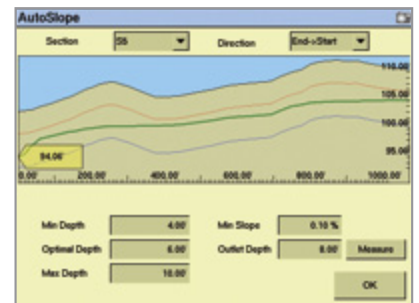 AutoSlope
Section S5 Direction End->Start
110.00'
105.00'
100.00'
95.00'
94.06'
0.00' 200.00' 400.00' 600.00' 800.00' 1000.00'
Min Depth 4.00' Min Slope 0.10 %
Optimal Depth 6.00' Outlet Depth 8.00' Measure
Max Depth 10.00'
OK